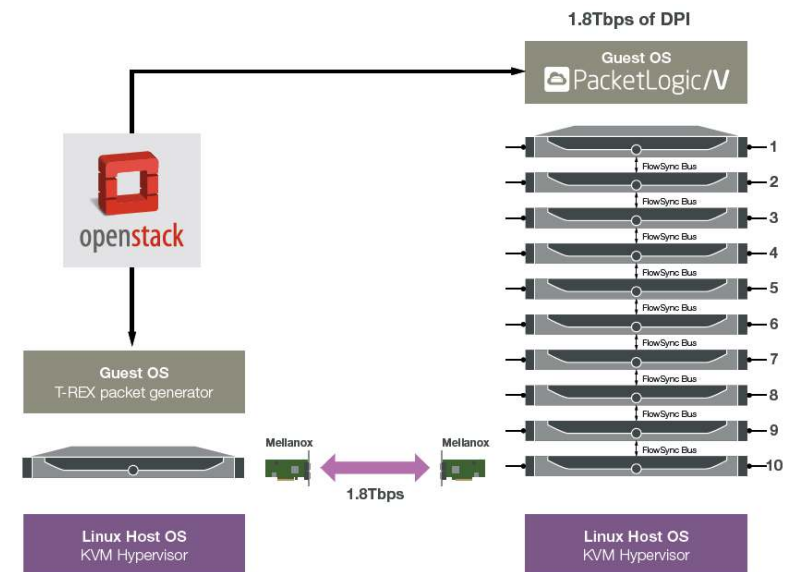 1.8Tbps of DPI
Guest OS
PacketLogic/V
openstack
1
FlowSync Bus
2
FlowSync Bus
3
FlowSync Bus
4
FlowSync Bus
5
FlowSync Bus
6
FlowSync Bus
7
FlowSync Bus
8
FlowSync Bus
9
FlowSync Bus
10
Guest OS
T-REX packet generator
Mellanox
Mellanox
1.8Tbps
Linux Host OS
KVM Hypervisor
Linux Host OS
KVM Hypervisor